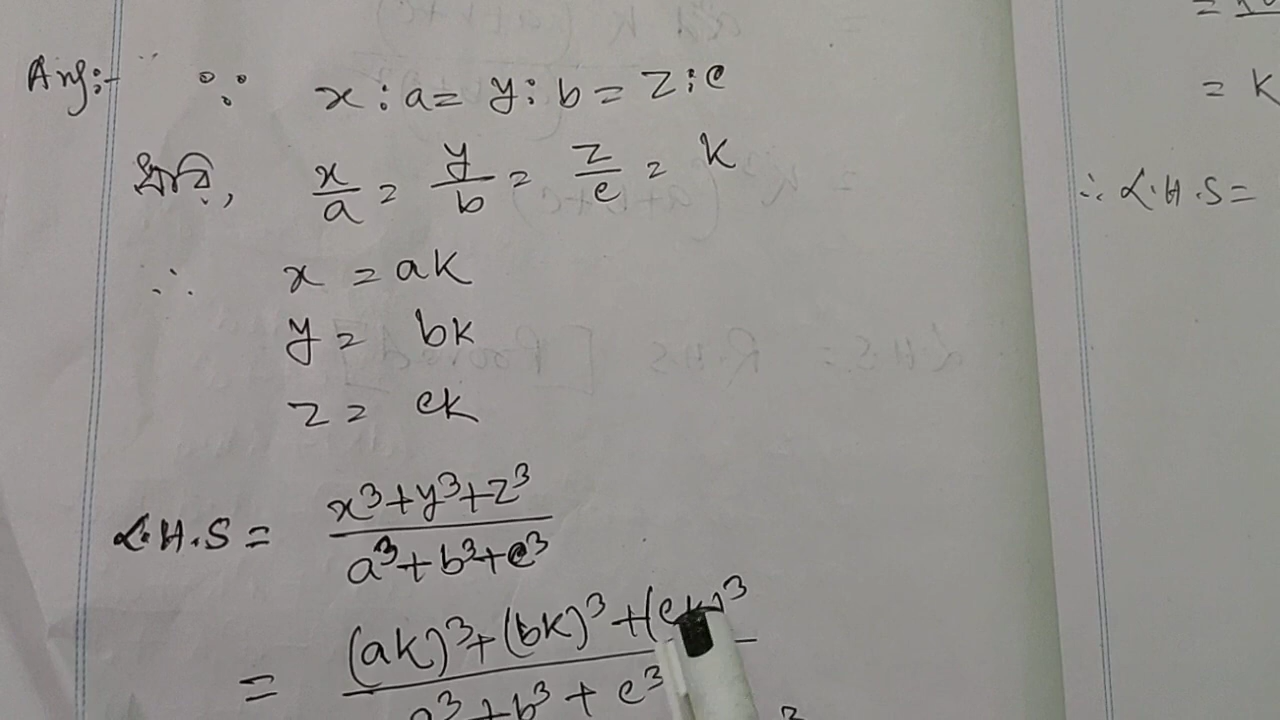 Ans:- ∵ x : a = y : b = z : c
ধরি, x/a = y/b = z/c = k
∴ x = ak
y = bk
z = ck
L.H.S = x³+y³+z³ / a³+b³+c³
= (ak)³+(bk)³+(ck)³ / a³+b³+c³
= k
∴ L.H.S =